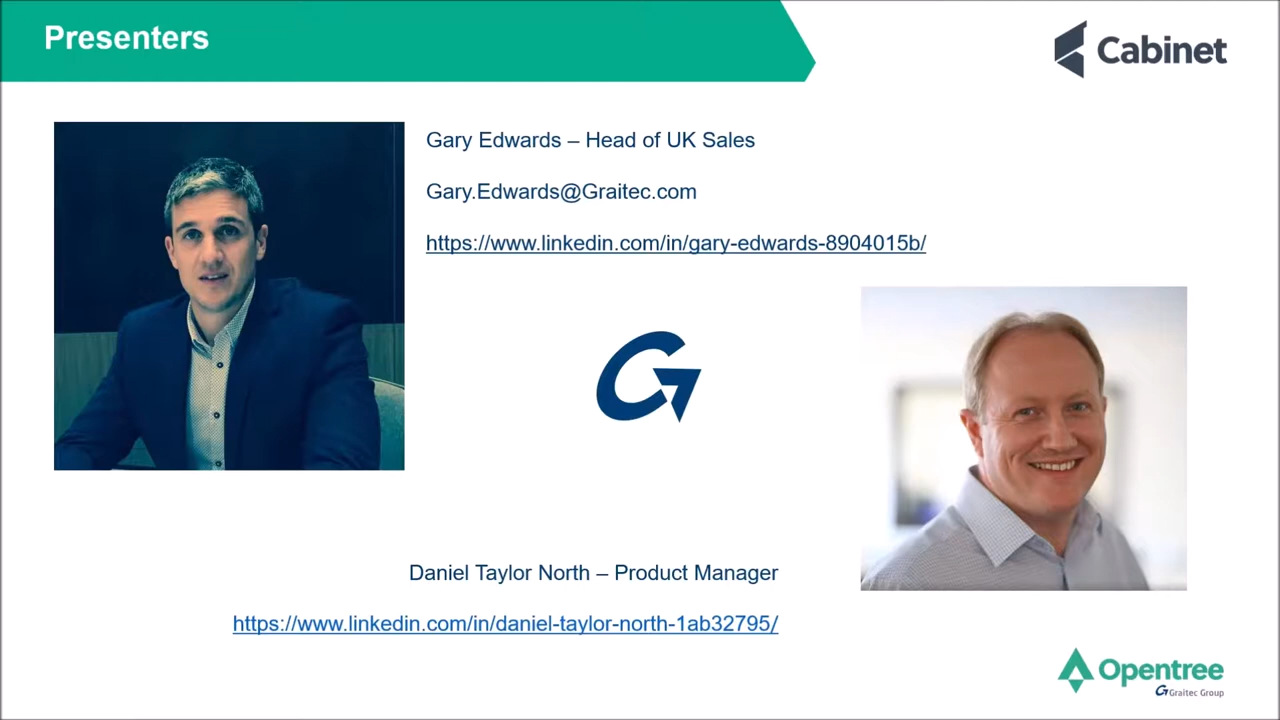 Presenters
Cabinet
Gary Edwards – Head of UK Sales
Gary.Edwards@Graitec.com
https://www.linkedin.com/in/gary-edwards-8904015b/
Daniel Taylor North – Product Manager
https://www.linkedin.com/in/daniel-taylor-north-1ab32795/
Opentree
Graitec Group